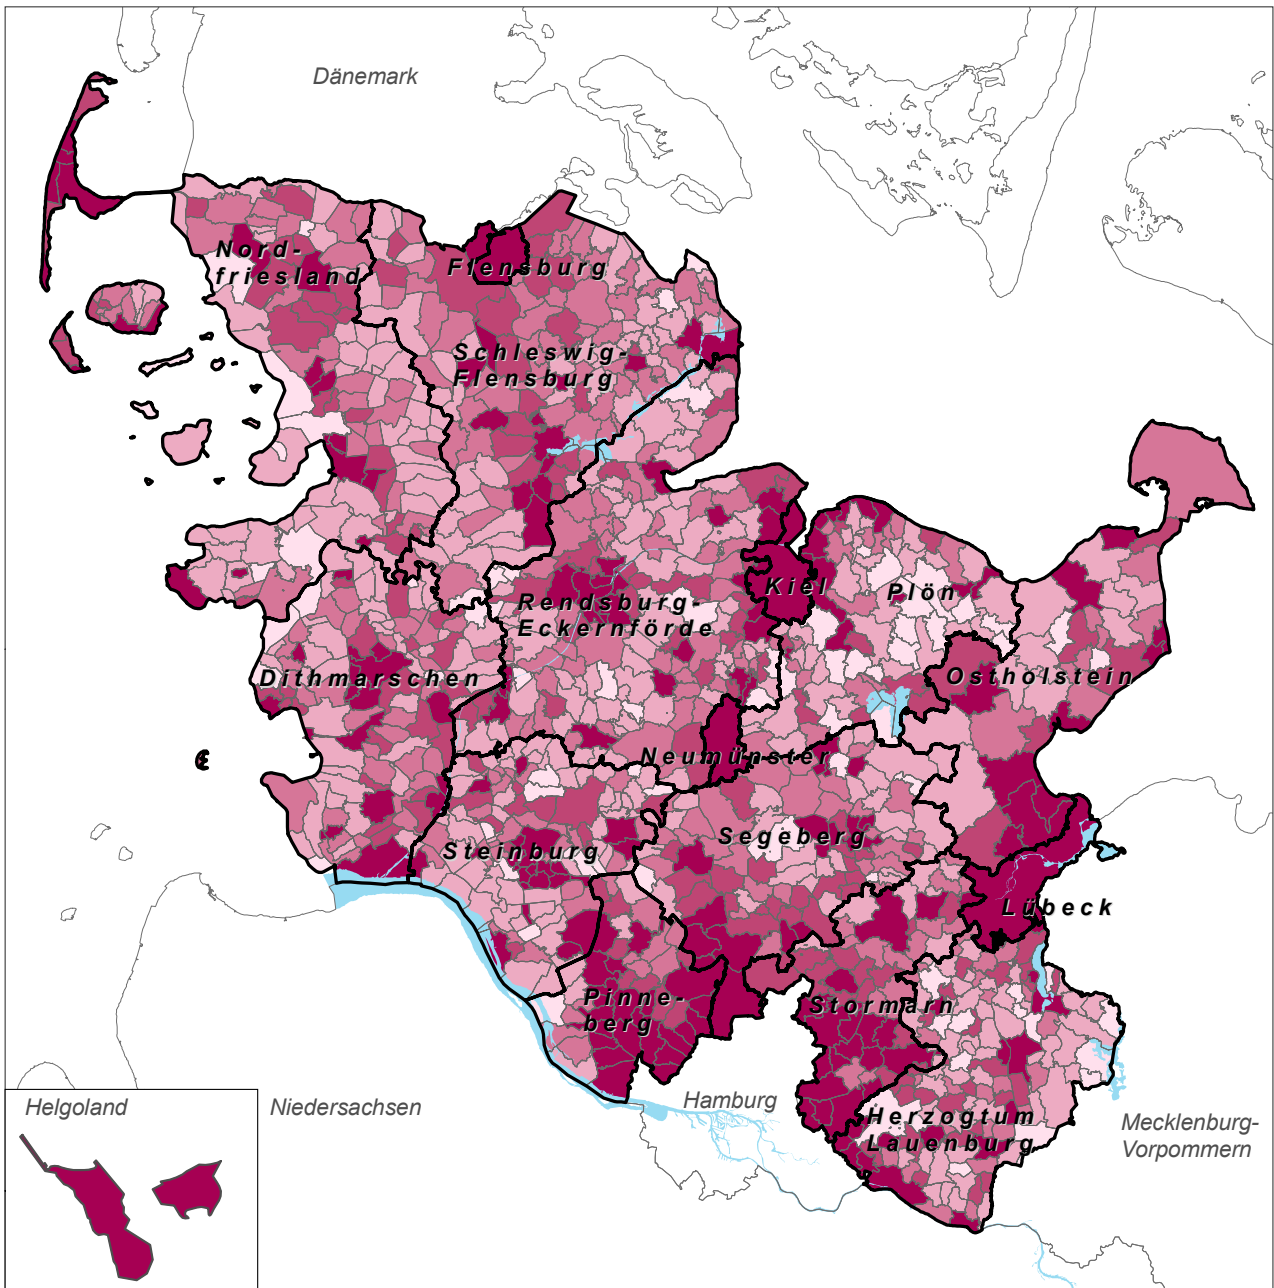 Dänemark
Nord-
friesland
Flensburg
Schleswig-
Flensburg
Kiel
Plön
Rendsburg-
Eckernförde
Dithmarschen
Ostholstein
Neumünster
Segeberg
Steinburg
Lübeck
Pinne-
berg
Stormarn
Hamburg
Herzogtum
Lauenburg
Mecklenburg-
Vorpommern
Helgoland
Niedersachsen